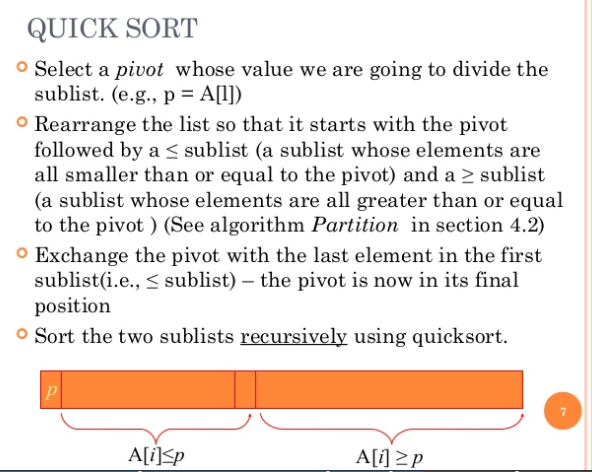 QUICK SORT
Select a pivot whose value we are going to divide the
sublist. (e.g., p = A[l])
Rearrange the list so that it starts with the pivot
followed by a ≤ sublist (a sublist whose elements are
all smaller than or equal to the pivot) and a ≥ sublist
(a sublist whose elements are all greater than or equal
to the pivot ) (See algorithm Partition in section 4.2)
Exchange the pivot with the last element in the first
sublist(i.e., ≤ sublist) – the pivot is now in its final
position
Sort the two sublists recursively using quicksort.
p
7
A[i]≤p
A[i] ≥ p